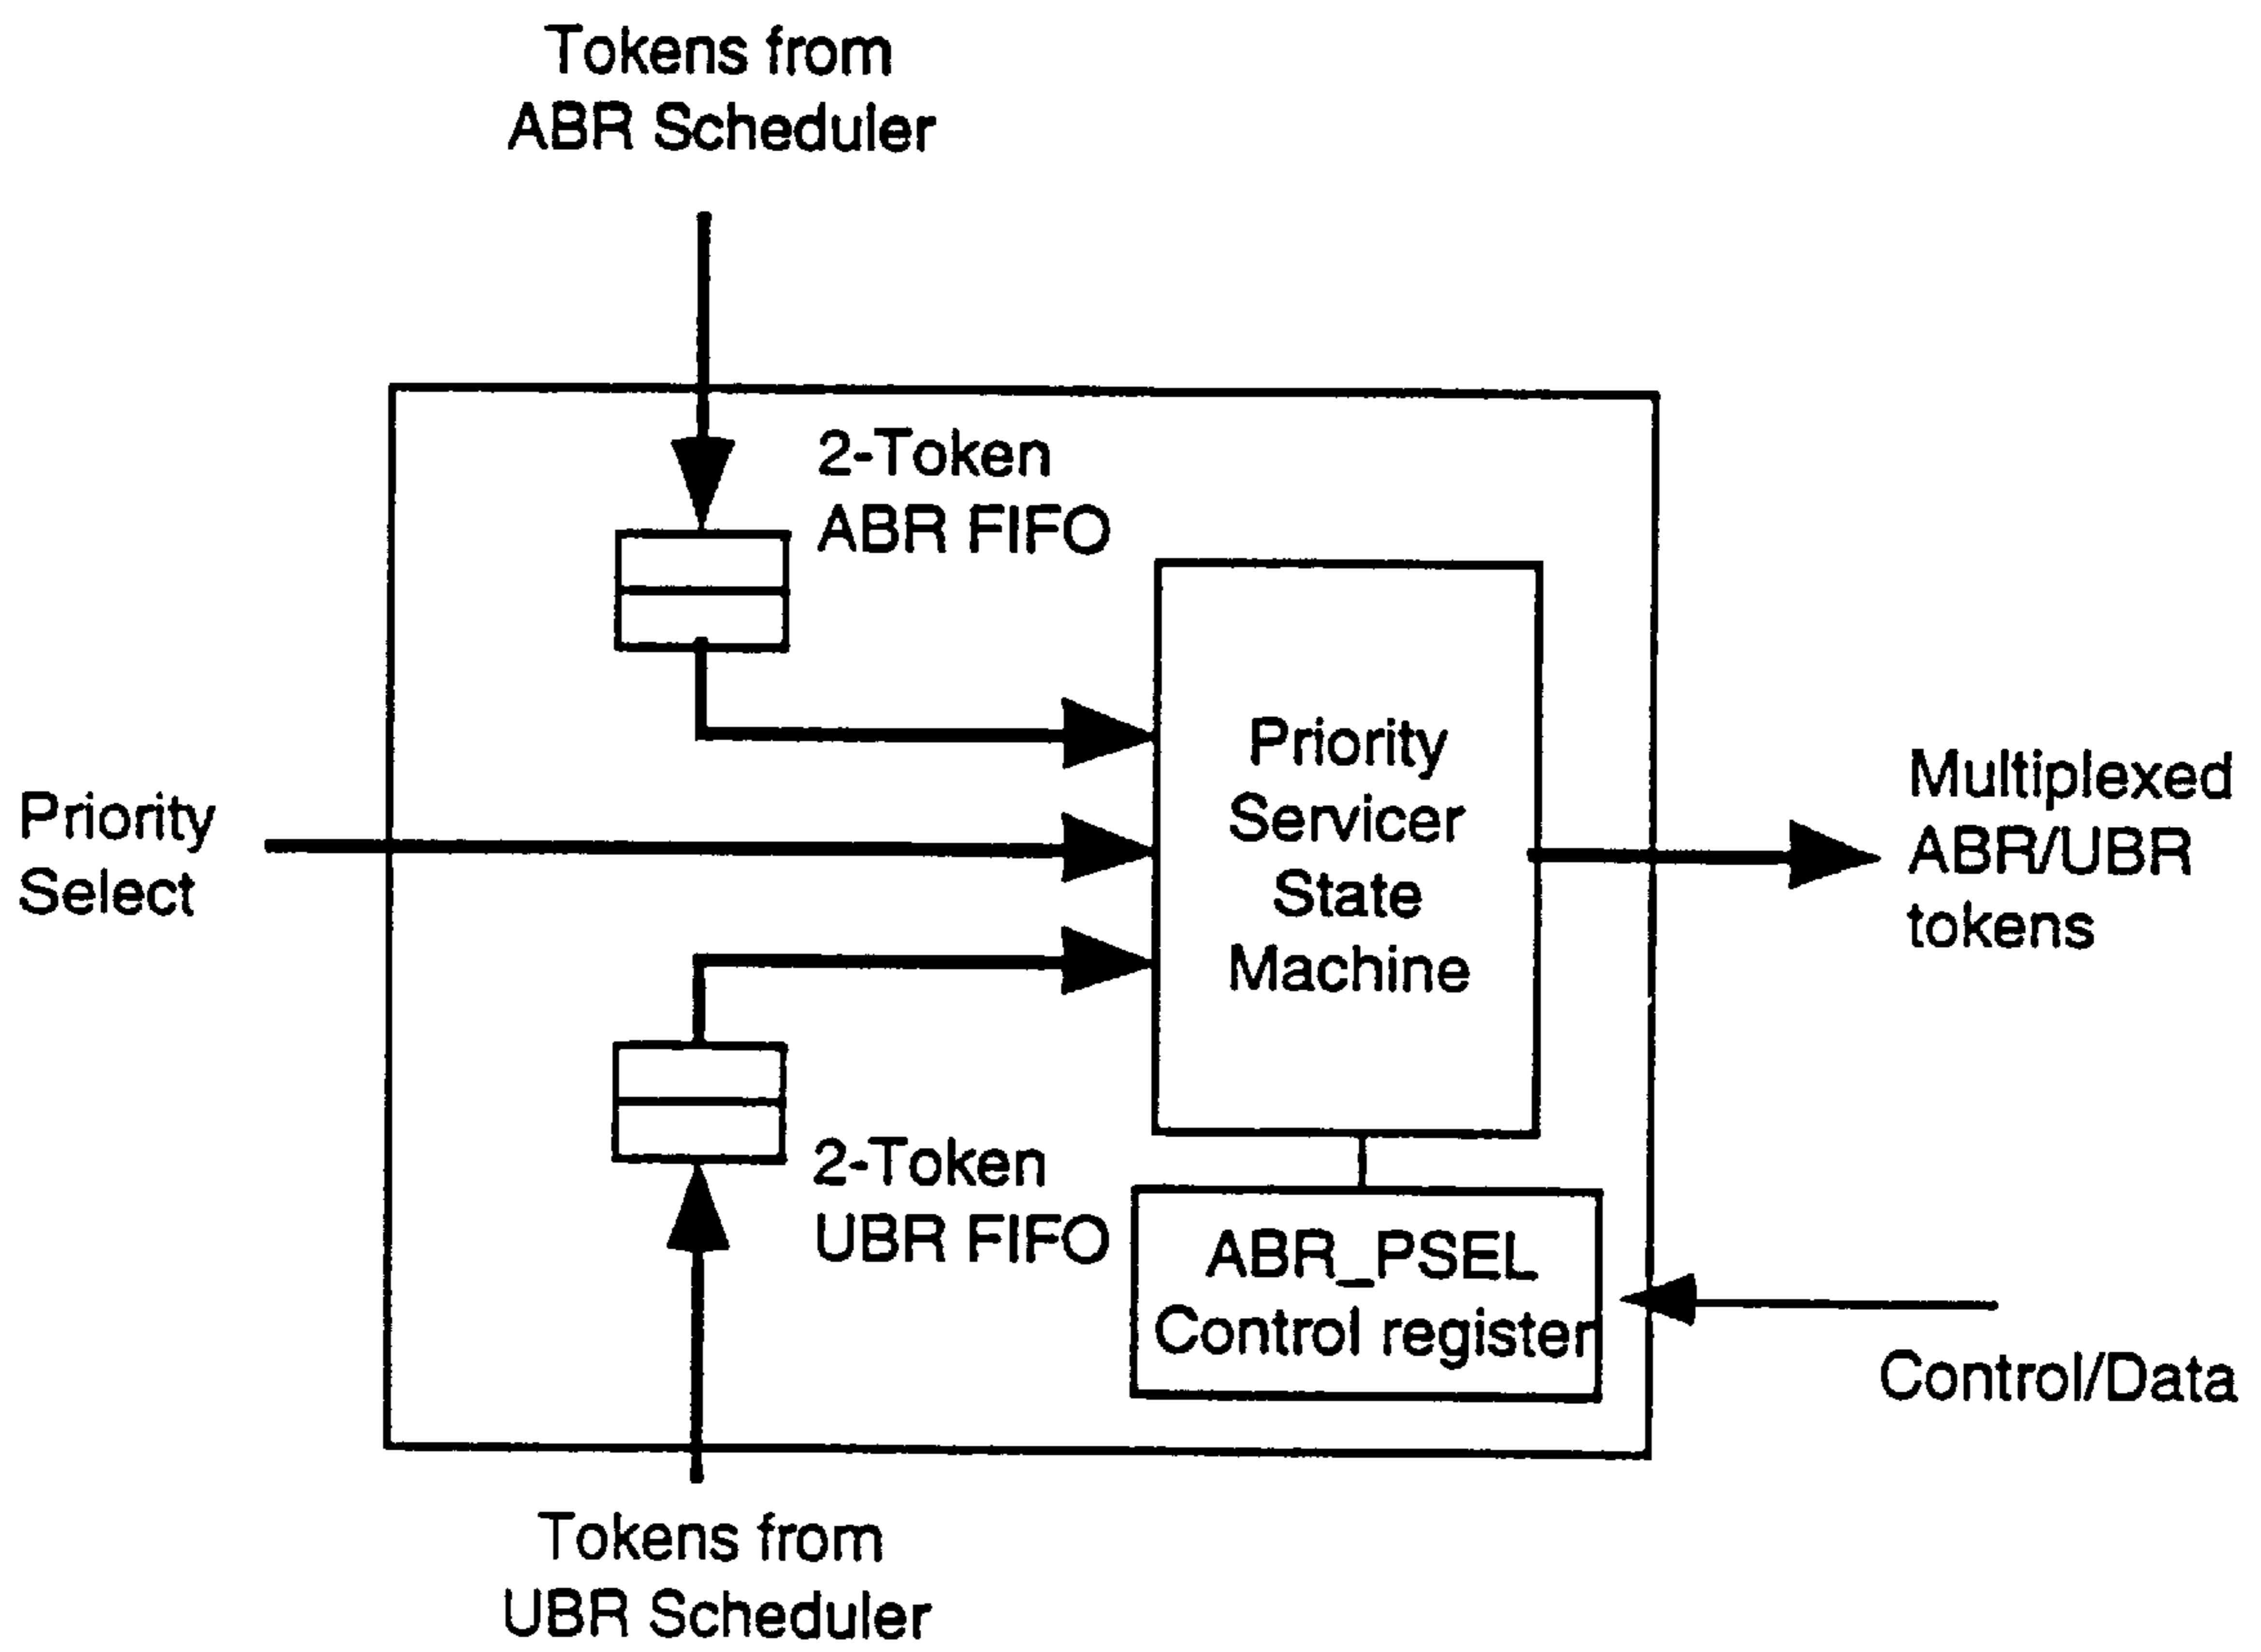 Tokens from
ABR Scheduler
2-Token
ABR FIFO
Priority
Select
Priority
Servicer
State
Machine
Multiplexed
ABR/UBR
tokens
2-Token
UBR FIFO
ABR_PSEL
Control register
Control/Data
Tokens from
UBR Scheduler